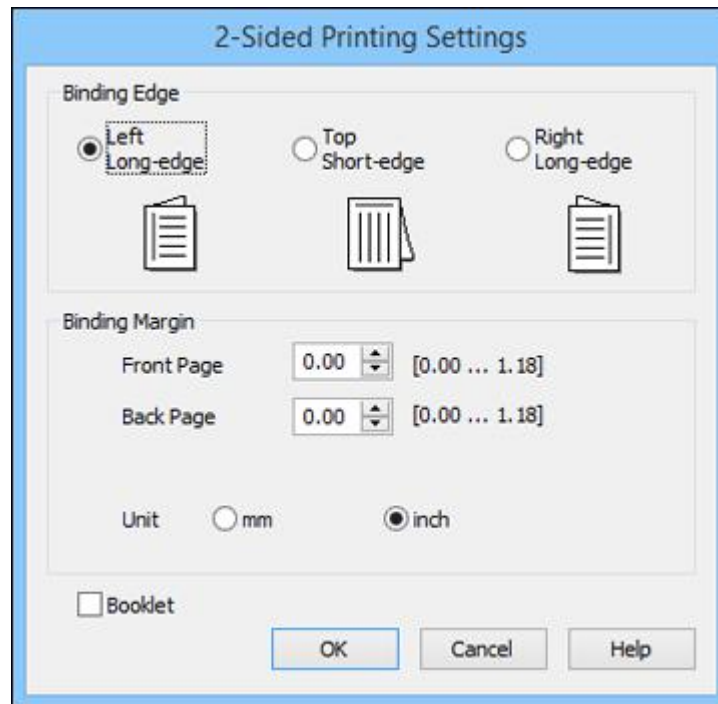 2-Sided Printing Settings
Binding Edge
Left
Long-edge
Top
Short-edge
Right
Long-edge
Binding Margin
Front Page 0.00 [0.00 ... 1.18]
Back Page 0.00 [0.00 ... 1.18]
Unit mm inch
Booklet
OK Cancel Help